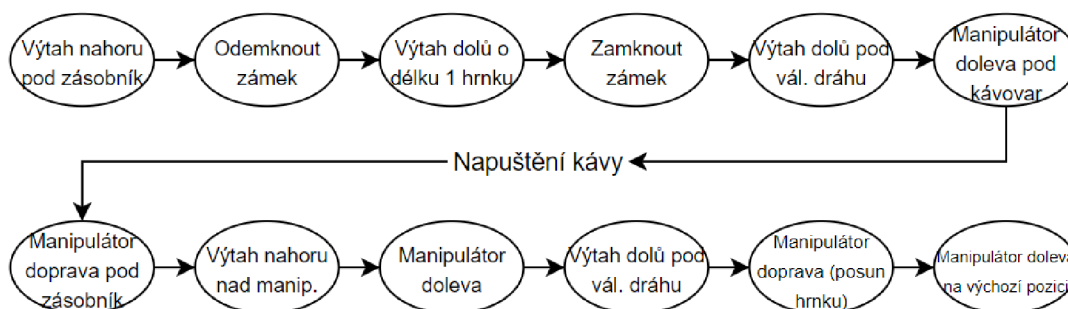 Výtah nahoru
pod zásobník
Odemknout
zámek
Výtah dolů o
délku 1 hrnku
Zamknout
zámek
Výtah dolů pod
vál. dráhu
Manipulátor
doleva pod
kávovar
Napuštění kávy
Manipulátor
doprava pod
zásobník
Výtah nahoru
nad manip.
Manipulátor
doleva
Výtah dolů pod
vál. dráhu
Manipulátor
doprava (posun
hrnku)
Manipulátor doleva
na výchozí pozici